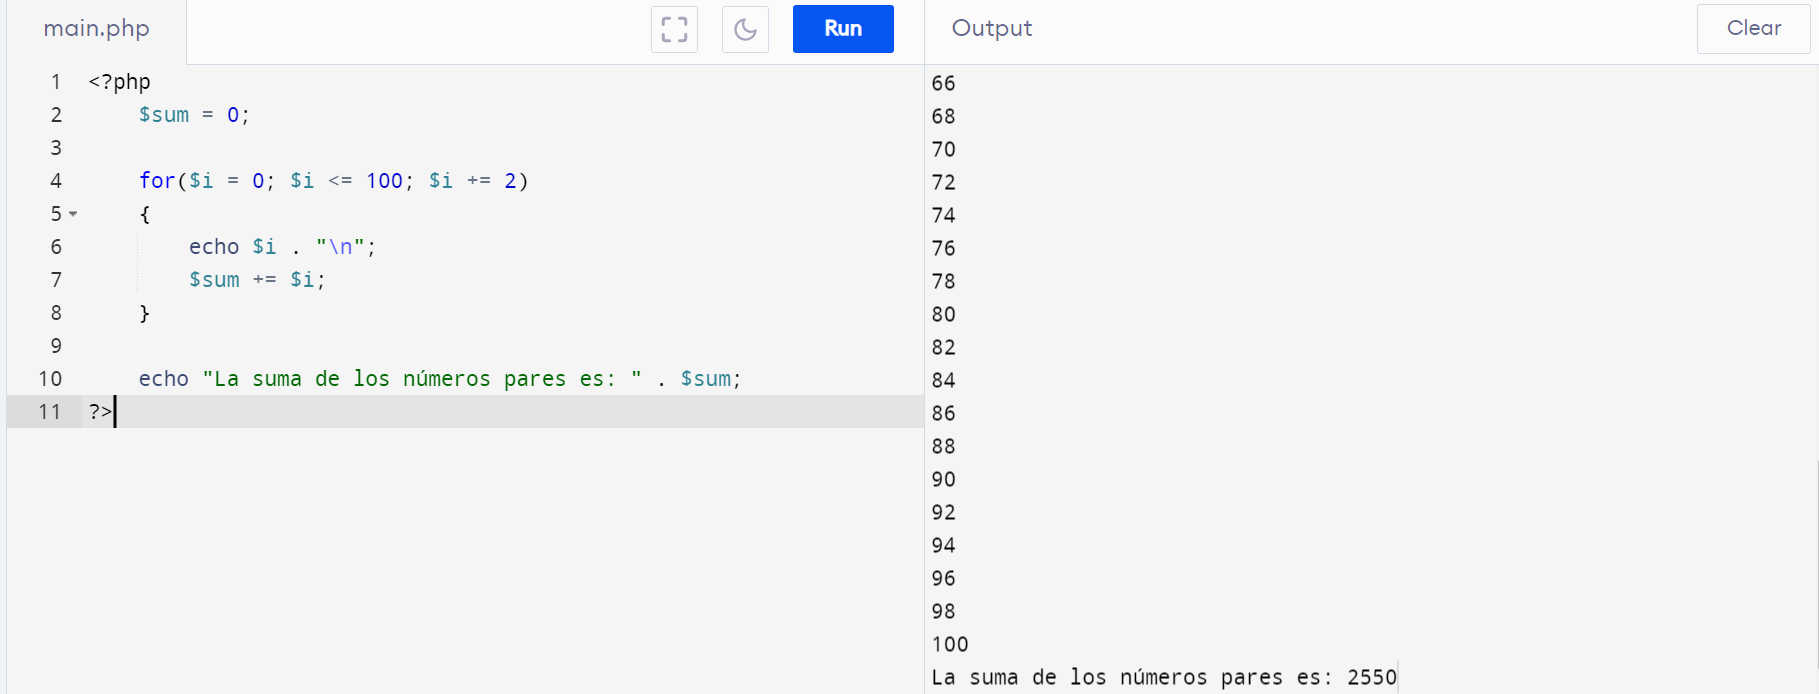 main.php
Run
Output
Clear
1 <?php
2     $sum = 0;
3
4     for($i = 0; $i <= 100; $i += 2)
5     {
6         echo $i . "\n";
7         $sum += $i;
8     }
9
10     echo "La suma de los números pares es: " . $sum;
11 ?>
66
68
70
72
74
76
78
80
82
84
86
88
90
92
94
96
98
100
La suma de los números pares es: 2550